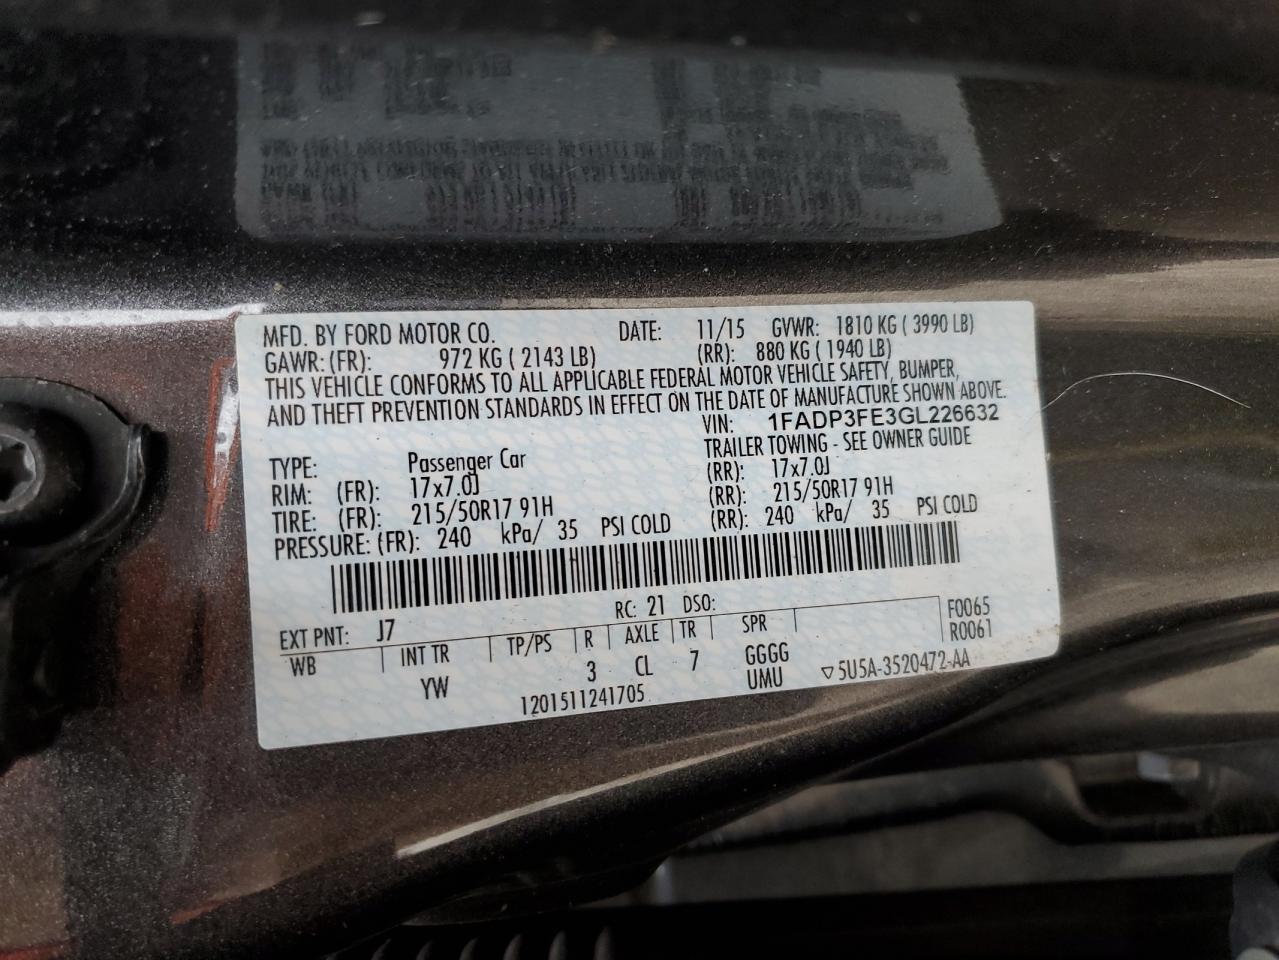 MFD. BY FORD MOTOR CO. DATE: 11/15 GVWR: 1810 KG ( 3990 LB)
GAWR: (FR): 972 KG ( 2143 LB) (RR): 880 KG ( 1940 LB)
THIS VEHICLE CONFORMS TO ALL APPLICABLE FEDERAL MOTOR VEHICLE SAFETY, BUMPER,
AND THEFT PREVENTION STANDARDS IN EFFECT ON THE DATE OF MANUFACTURE SHOWN ABOVE.
VIN: 1FADP3FE3GL226632
TRAILER TOWING - SEE OWNER GUIDE
TYPE: Passenger Car
RIM: (FR): 17x7.0J (RR): 17x7.0J
TIRE: (FR): 215/50R17 91H (RR): 215/50R17 91H
PRESSURE: (FR): 240 kPa/ 35 PSI COLD (RR): 240 kPa/ 35 PSI COLD
RC: 21 DSO:
EXT PNT: J7 F0065
WB INT TR TP/PS R AXLE TR SPR R0061
YW 3 CL 7 GGGG
UMU
1201511241705 ▽5U5A-3520472-AA